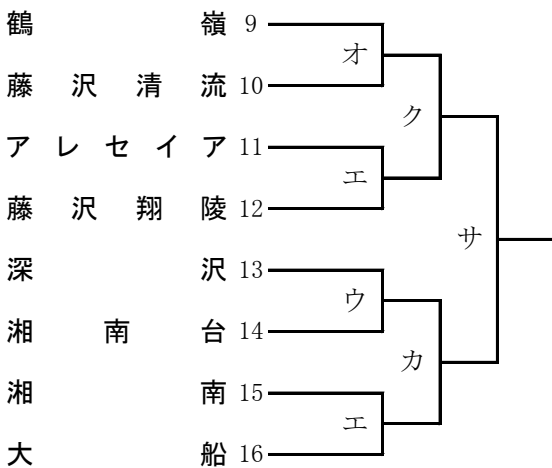 鶴嶺 9
オ
藤沢清流 10
ク
アレセイア 11
エ
藤沢翔陵 12
サ
深沢 13
ウ
湘南台 14
カ
湘南 15
エ
大船 16